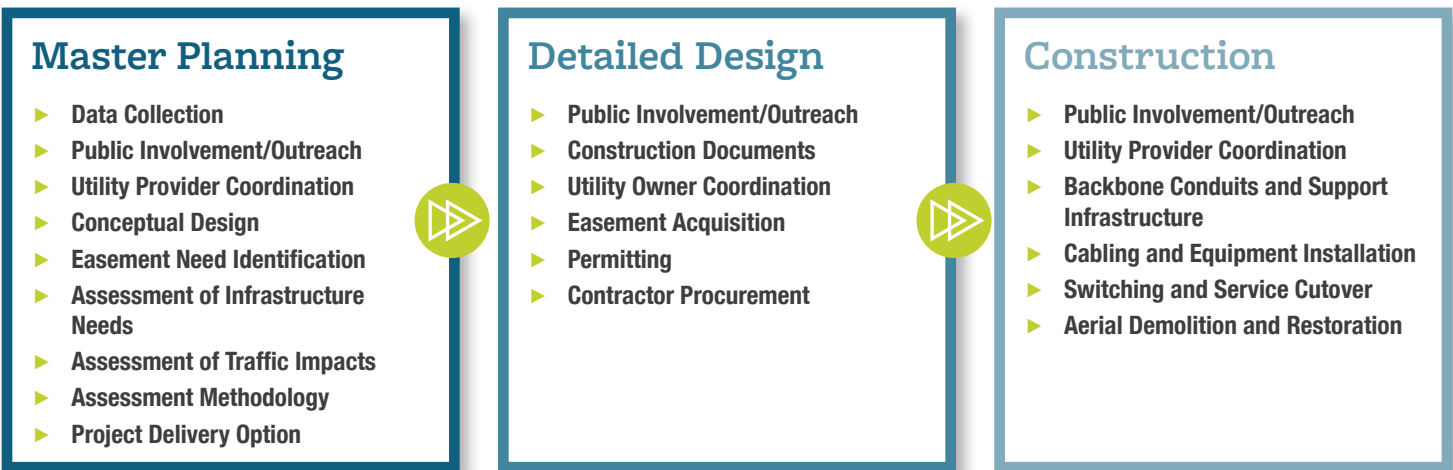 Master Planning
Data Collection
Public Involvement/Outreach
Utility Provider Coordination
Conceptual Design
Easement Need Identification
Assessment of Infrastructure
Needs
Assessment of Traffic Impacts
Assessment Methodology
Project Delivery Option
Detailed Design
Public Involvement/Outreach
Construction Documents
Utility Owner Coordination
Easement Acquisition
Permitting
Contractor Procurement
Construction
Public Involvement/Outreach
Utility Provider Coordination
Backbone Conduits and Support
Infrastructure
Cabling and Equipment Installation
Switching and Service Cutover
Aerial Demolition and Restoration